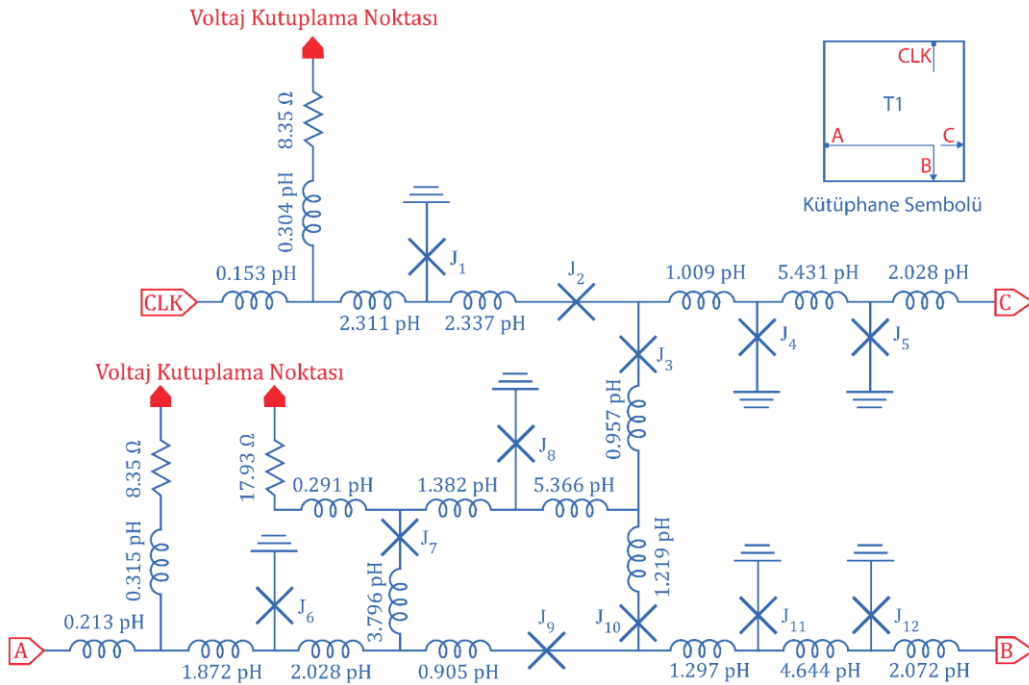 Voltaj Kutuplama Noktası
CLK
T1
A
C
B
Kütüphane Sembolü
8.35 Ω
0.304 pH
0.153 pH
J1
J2
1.009 pH
5.431 pH
2.028 pH
CLK
C
2.311 pH
2.337 pH
J3
J4
J5
Voltaj Kutuplama Noktası
0.957 pH
8.35 Ω
17.93 Ω
J8
0.291 pH
1.382 pH
5.366 pH
J7
0.315 pH
3.796 pH
1.219 pH
J6
J9
J10
J11
J12
0.213 pH
A
B
1.872 pH
2.028 pH
0.905 pH
1.297 pH
4.644 pH
2.072 pH